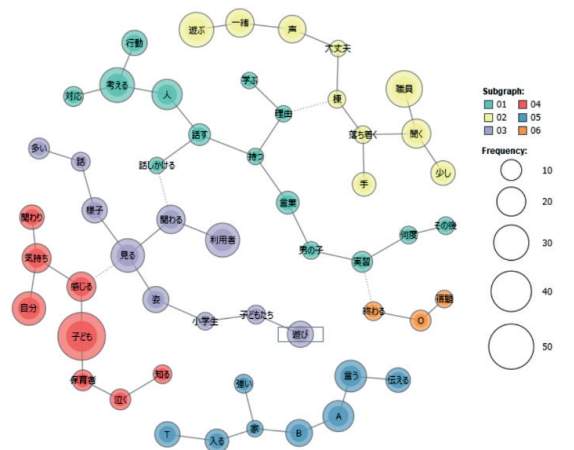 遊ぶ
一緒
声
大丈夫
行動
考える
対応
人
学ぶ
理由
棟
職員
落ち着く
聞く
手
少し
話す
話しかける
持つ
言葉
男の子
実習
何度
その後
多い
話
様子
関わる
利用者
見る
姿
小学生
子どもたち
遊び
関わり
気持ち
感じる
自分
子ども
保育者
泣く
知る
終わる
O
宿題
強い
言う
伝える
T
入る
家
B
A
Subgraph:
01 04
02 05
03 06
Frequency:
10
20
30
40
50